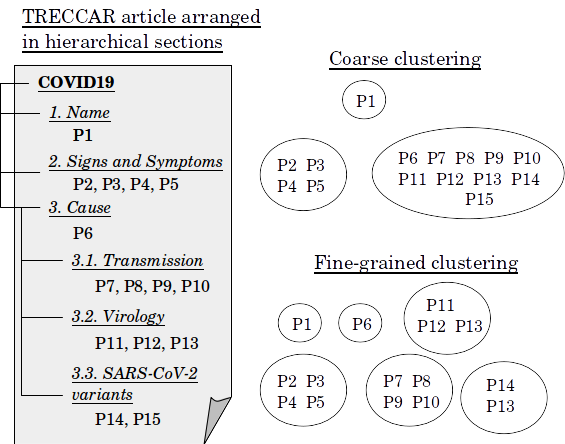 TRECCAR article arranged
in hierarchical sections
COVID19
1. Name
P1
2. Signs and Symptoms
P2, P3, P4, P5
3. Cause
P6
3.1. Transmission
P7, P8, P9, P10
3.2. Virology
P11, P12, P13
3.3. SARS-CoV-2
variants
P14, P15
Coarse clustering
P1
P2 P3
P4 P5
P6 P7 P8 P9 P10
P11 P12 P13 P14
P15
Fine-grained clustering
P1
P6
P11
P12 P13
P2 P3
P4 P5
P7 P8
P9 P10
P14
P13